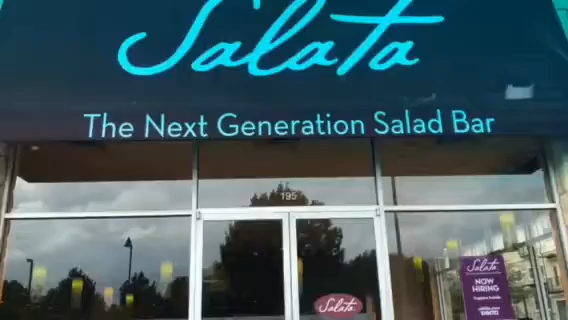 Salata
The Next Generation Salad Bar
195
Salata
Salata
NOW
HIRING